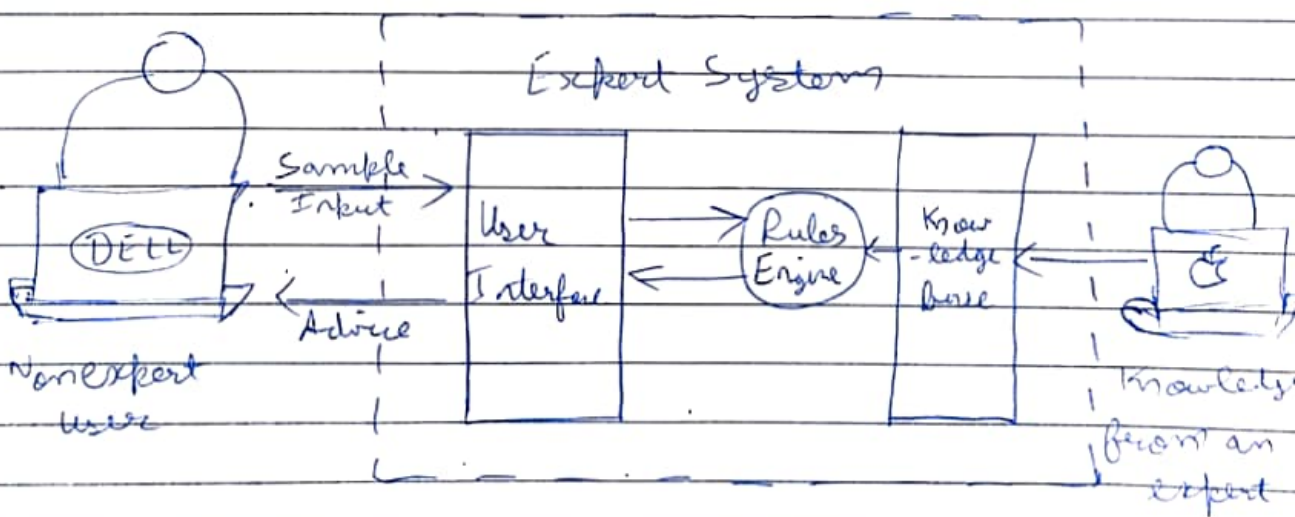 Expert System
Sample
Input
DELL
User
Interface
Advice
Rules
Engine
Know
-ledge
Base
Nonexpert
User
Knowledge
from an
expert